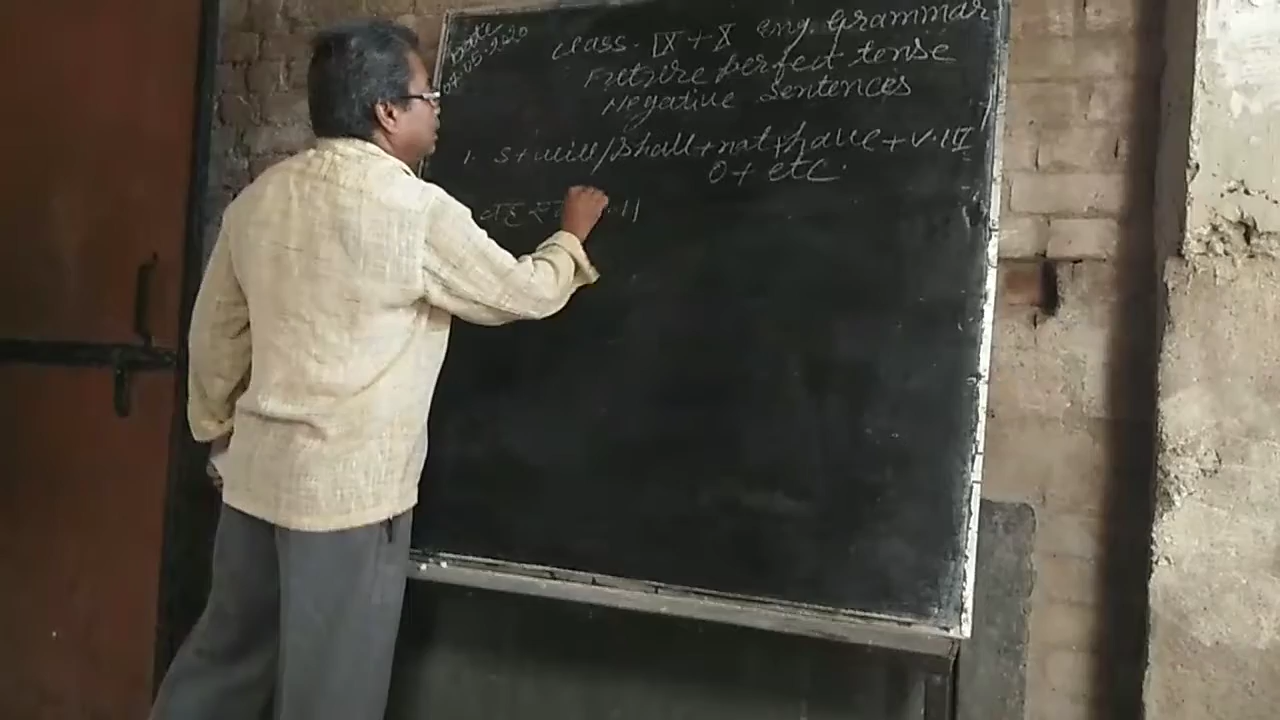 Date
07.05.2020
Class. IX + X Eng. Grammar
Future perfect tense
Negative Sentences
1. S+will/shall+not+have+V.III
O+ etc.
वह